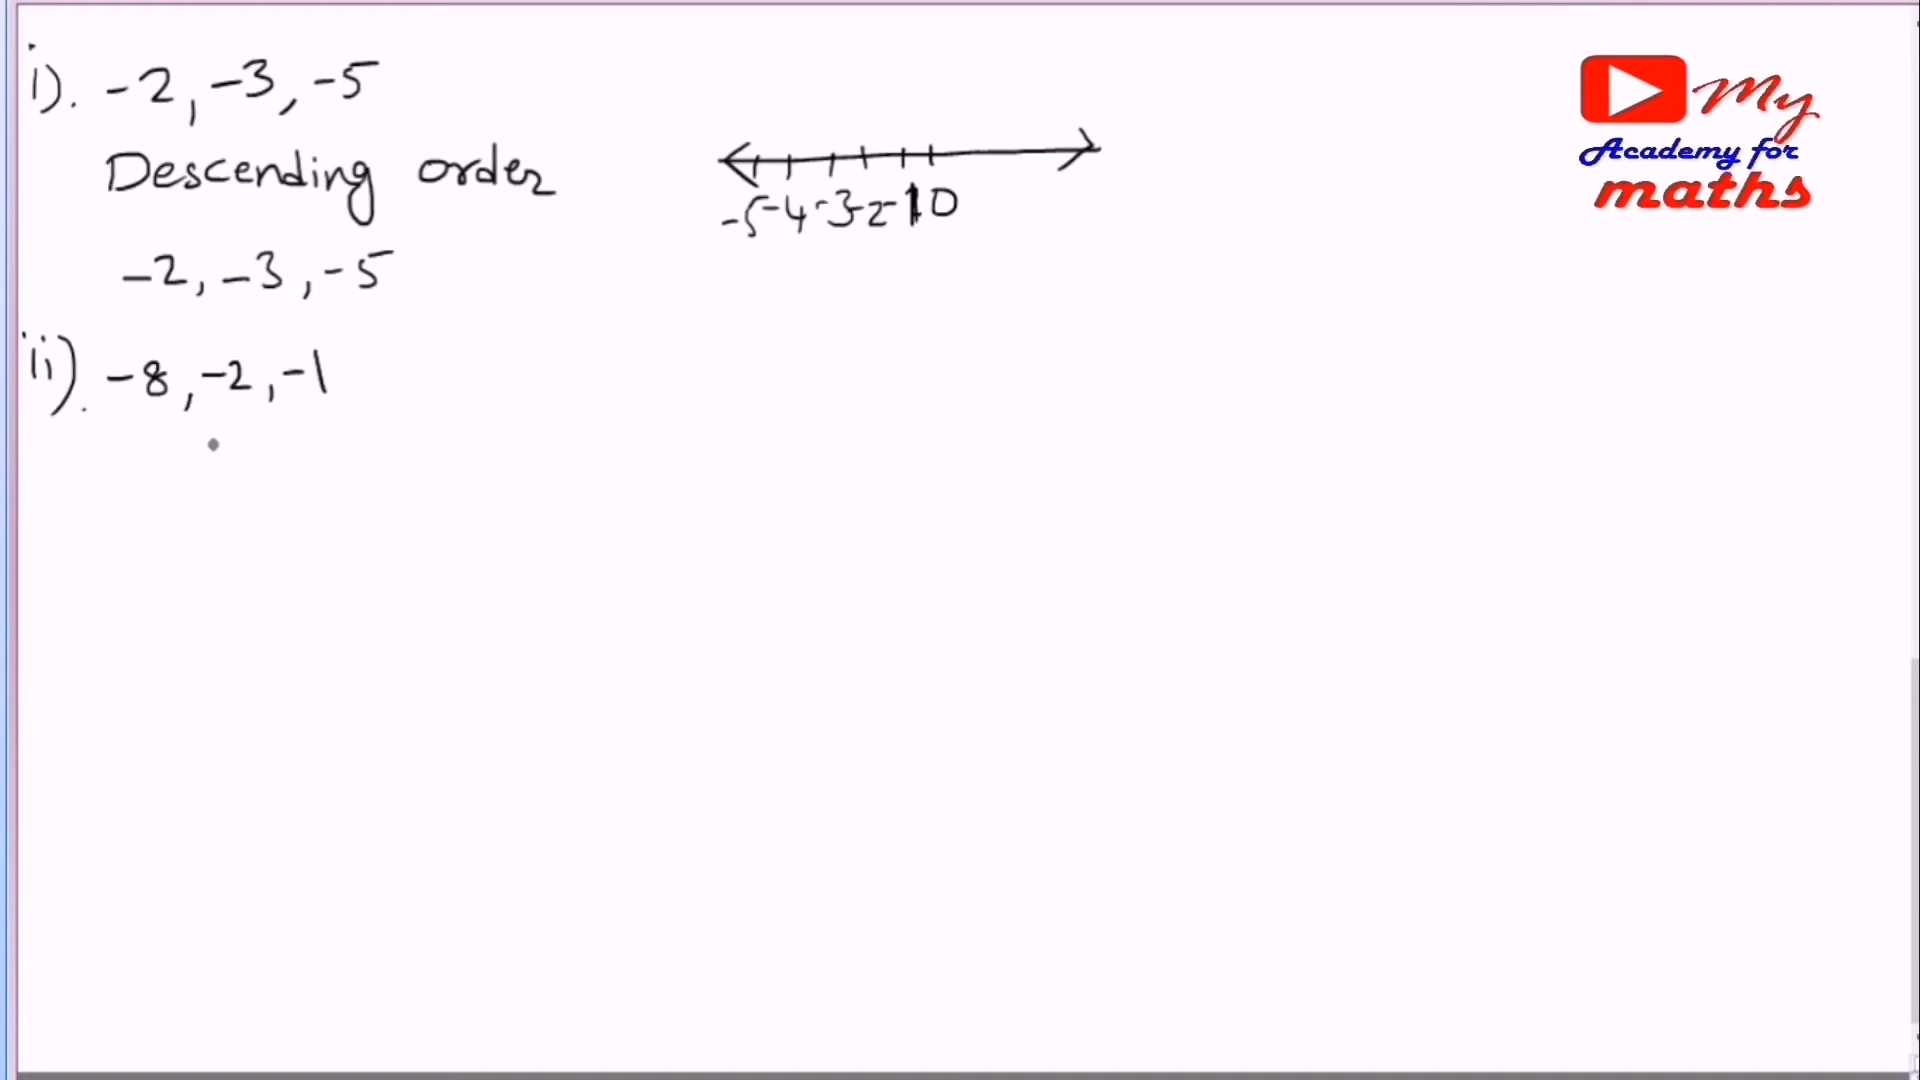 i). -2, -3, -5
Descending order
-5 -4 -3 -2 -1 0
-2, -3, -5
ii). -8, -2, -1
My
Academy for
maths